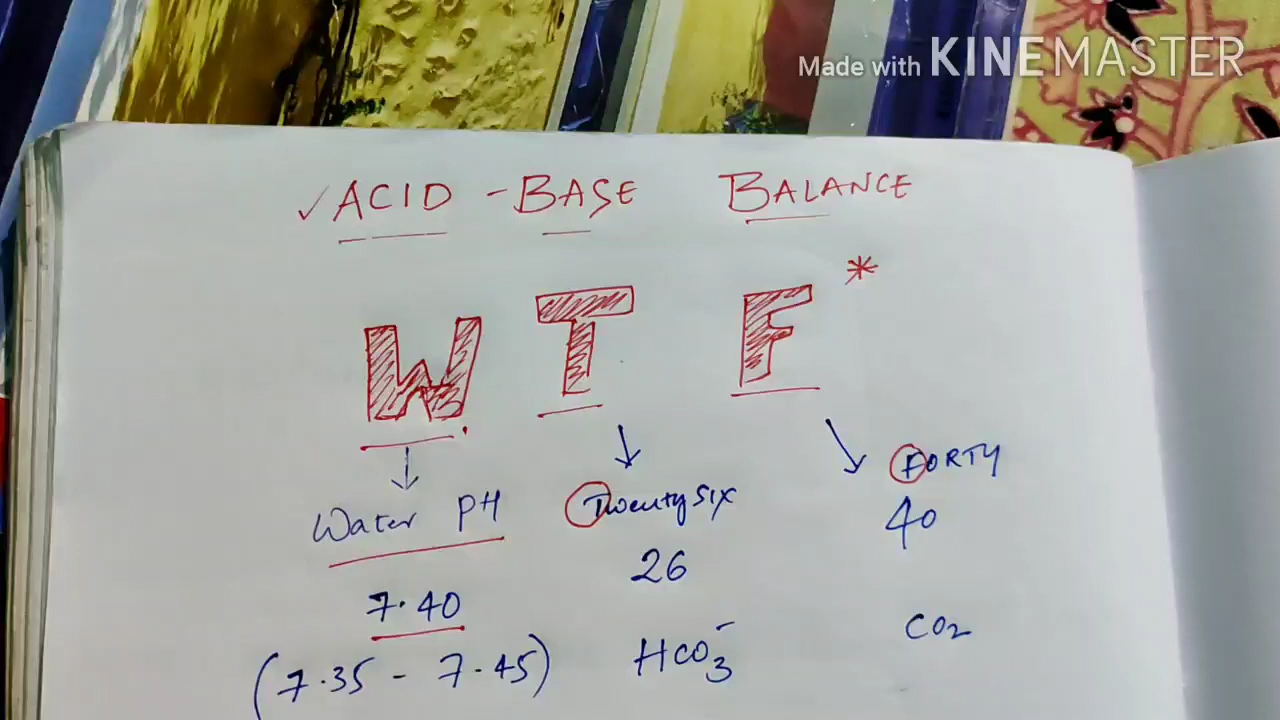 Made with KINEMASTER
✓ ACID - BASE BALANCE
W T F *
Water PH
Twenty Six
FORTY
26
40
7.40
HCO3-
CO2
(7.35 - 7.45)